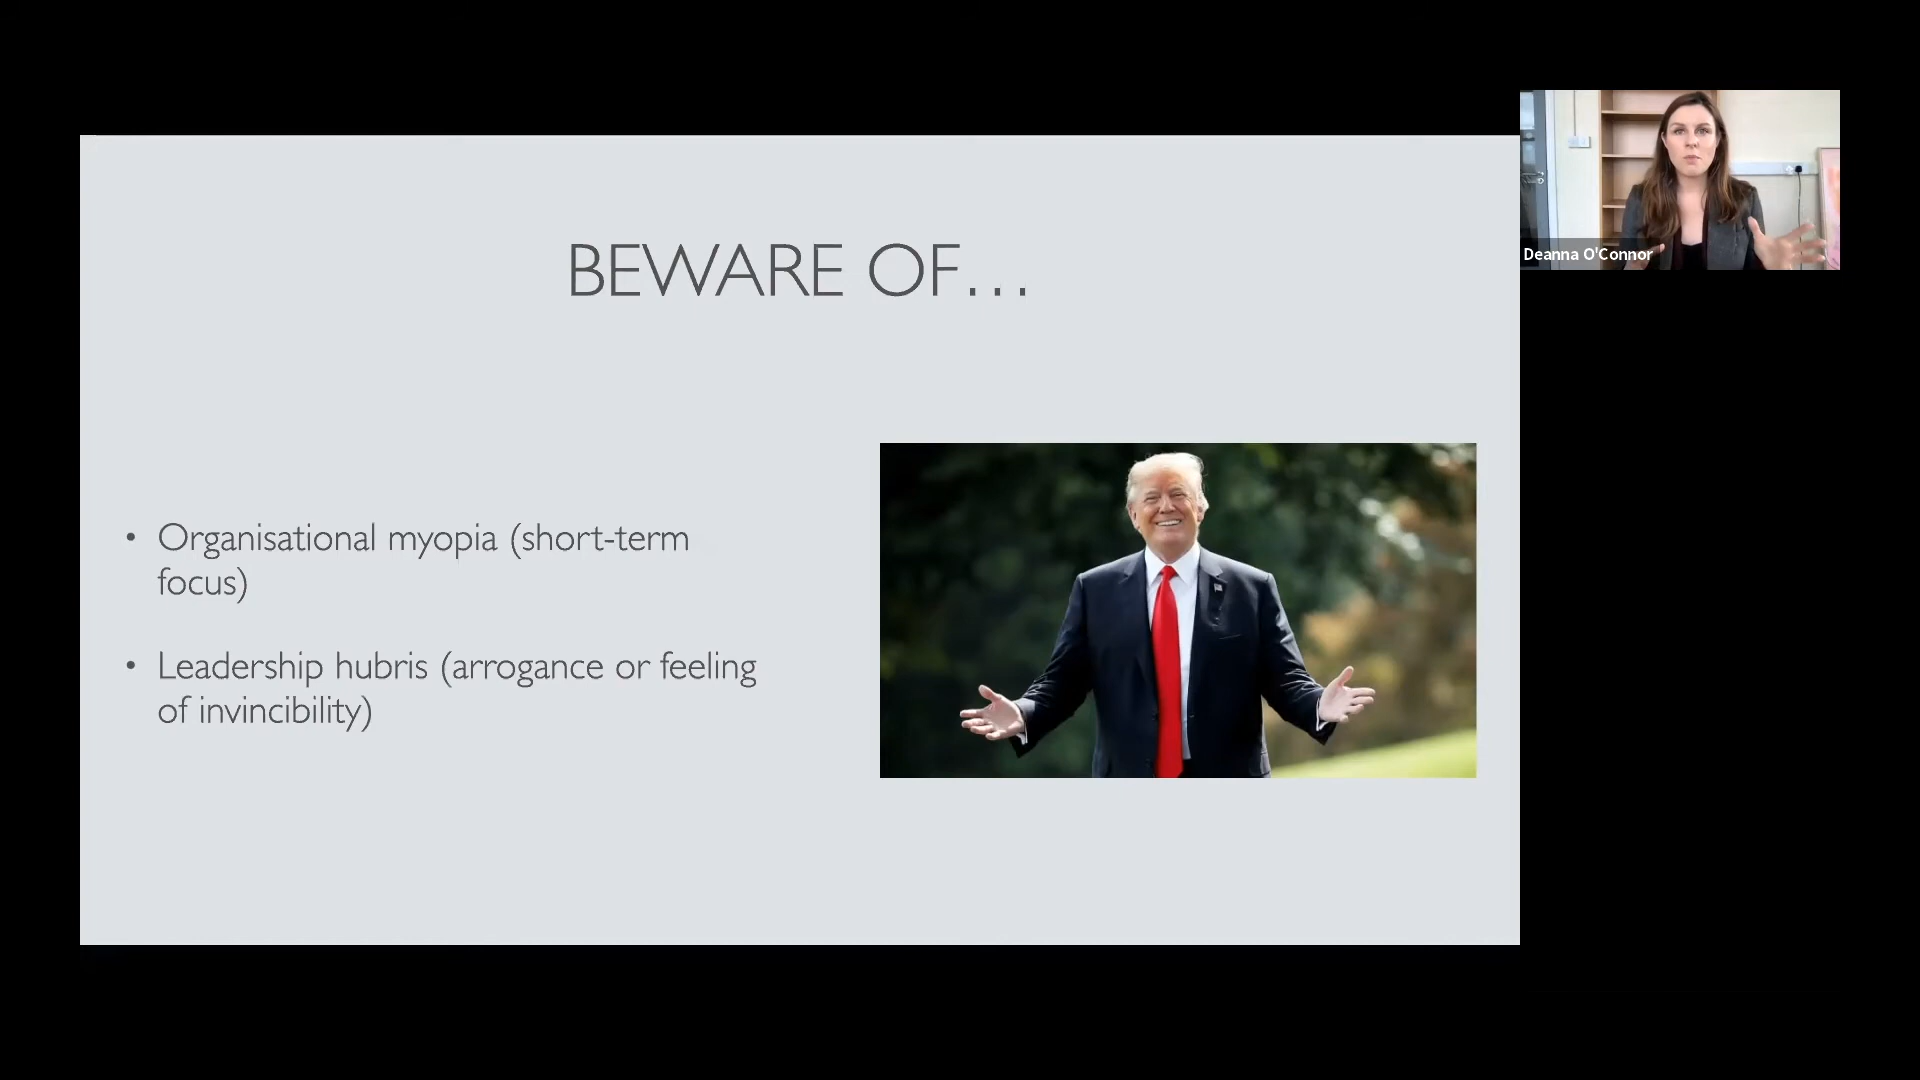 BEWARE OF...
• Organisational myopia (short-term
focus)
• Leadership hubris (arrogance or feeling
of invincibility)
Deanna O'Connor